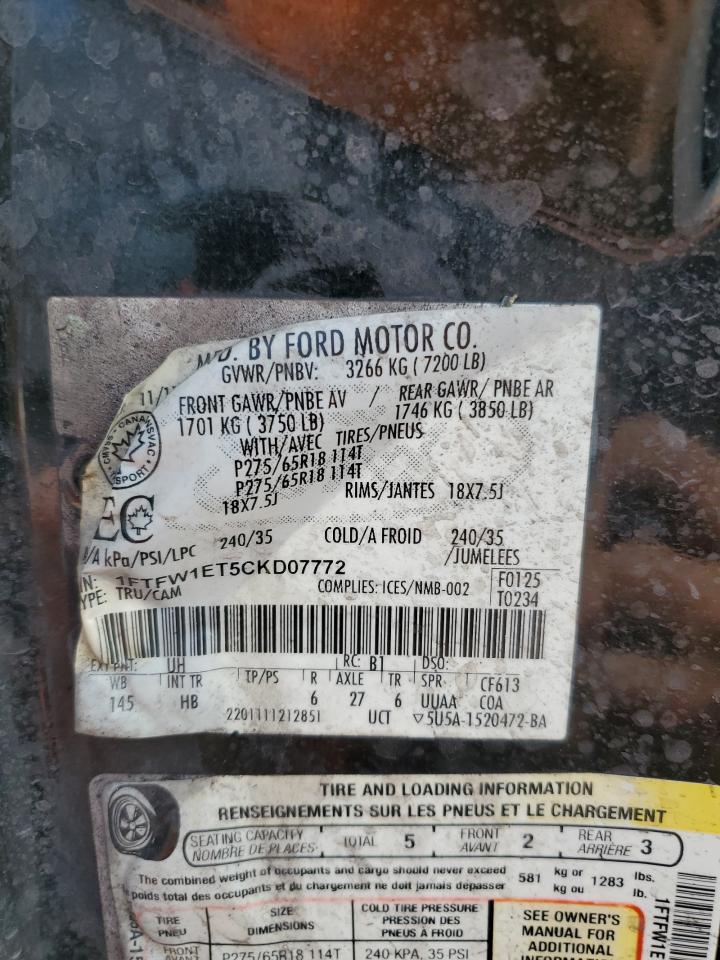 BY FORD MOTOR CO.
GVWR/PNBV: 3266 KG ( 7200 LB)
11/
FRONT GAWR/PNBE AV / REAR GAWR/ PNBE AR
1701 KG ( 3750 LB) 1746 KG ( 3850 LB)
WITH/AVEC TIRES/PNEUS
P275/65R18 114T
P275/65R18 114T
18X7.5J RIMS/JANTES 18X7.5J
EC
/A kPa/PSI/LPC 240/35 COLD/A FROID 240/35
/JUMELEES
IN: 1FTFW1ET5CKD07772
YPE: TRU/CAM COMPLIES: ICES/NMB-002 F0125
T0234
EXT PNT: UH RC: B1 DSO:
WB INT TR TP/PS R AXLE TR SPR CF613
145 HB 6 27 6 UUAA COA
2201111212851 UCT ▽5U5A-1520472-BA
TIRE AND LOADING INFORMATION
RENSEIGNEMENTS SUR LES PNEUS ET LE CHARGEMENT
SEATING CAPACITY TOTAL 5 FRONT 2 REAR 3
NOMBRE DE PLACES AVANT ARRIÈRE
The combined weight of occupants and cargo should never exceed 581 kg or 1283 lbs.
poids total des occupants et du chargement ne doit jamais dépasser kg ou lb.
TIRE SIZE COLD TIRE PRESSURE
PNEU DIMENSIONS PRESSION DES
PNEUS À FROID
FRONT P275/65R18 114T 240 KPA, 35 PSI
AVANT
SEE OWNER'S
MANUAL FOR
ADDITIONAL
1FTFW1E